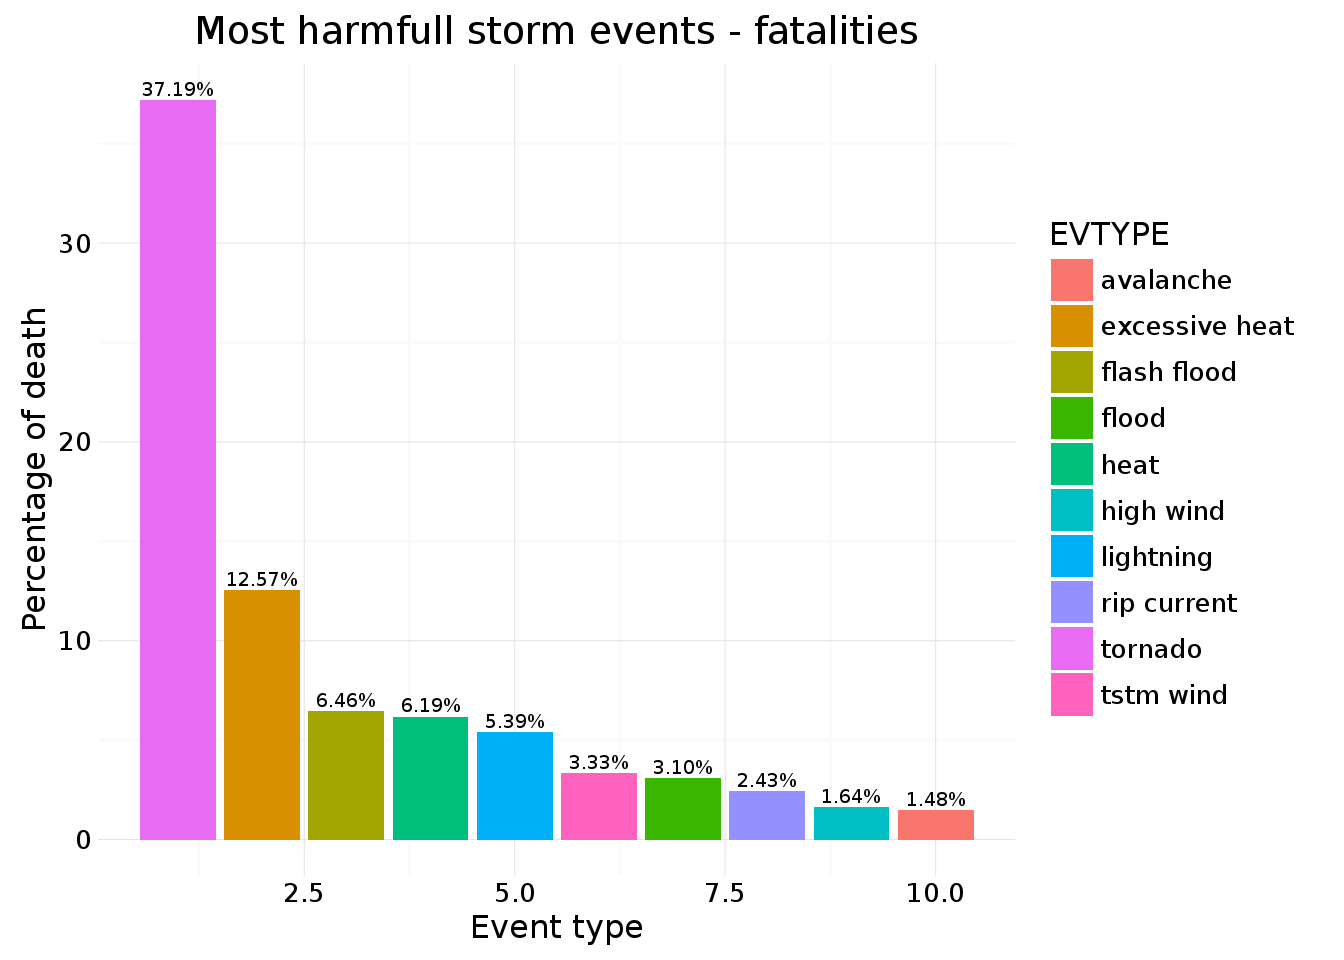 Most harmfull storm events - fatalities
37.19%
12.57%
6.46%
6.19%
5.39%
3.33%
3.10%
2.43%
1.64%
1.48%
Percentage of death
30
20
10
0
2.5
5.0
7.5
10.0
Event type
EVTYPE
avalanche
excessive heat
flash flood
flood
heat
high wind
lightning
rip current
tornado
tstm wind